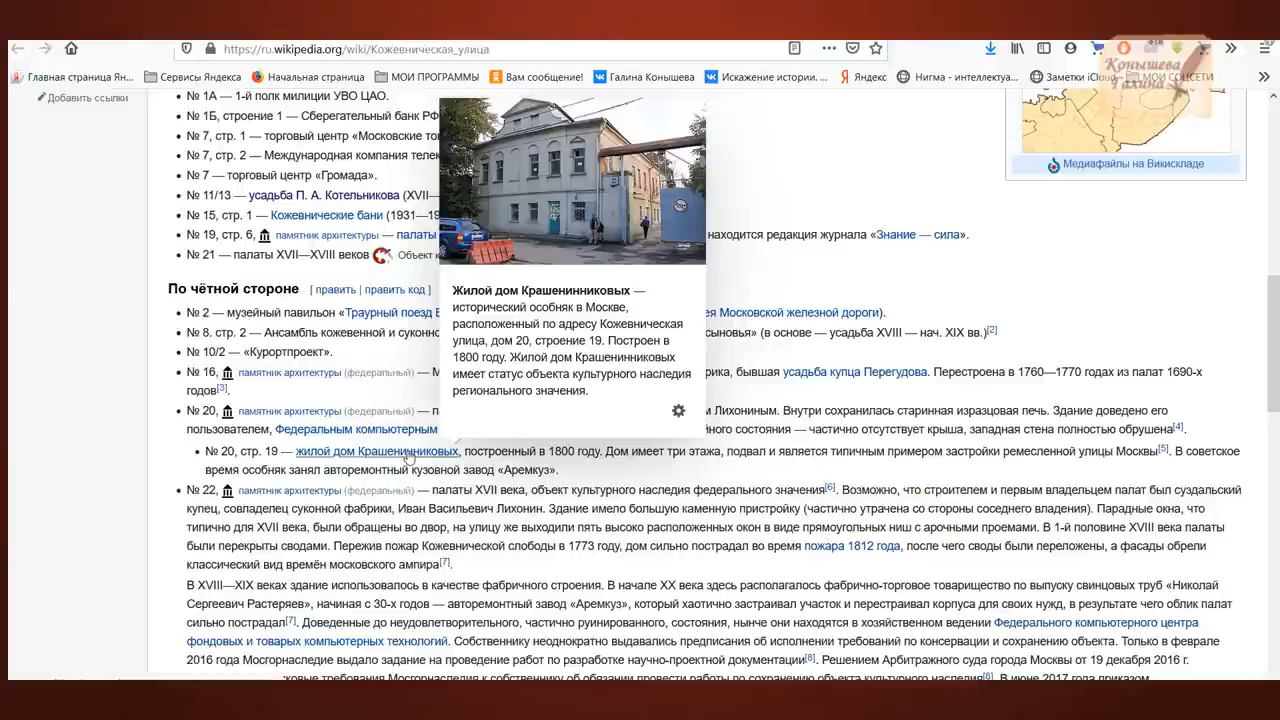 https://ru.wikipedia.org/wiki/Кожевническая_улица
Главная страница Ян... Сервисы Яндекса Начальная страница МОИ ПРОГРАММЫ Вам сообщение! Галина Конышева Искажение истории. ... Яндекс Нигма - интеллектуа... Заметки iCloud МОИ СОЦСЕТИ
Конышева
Галина
Добавить ссылки
№ 1А — 1-й полк милиции УВО ЦАО.
№ 1Б, строение 1 — Сберегательный банк РФ
№ 7, стр. 1 — торговый центр «Московские
№ 7, стр. 2 — Международная компания
№ 7 — торговый центр «Громада».
Медиафайлы на Викискладе
№ 11/13 — усадьба П. А. Котельникова (XVII—
№ 15, стр. 1 — Кожевнические бани (1931—19
№ 19, стр. 6, памятник архитектуры — палаты находится редакция журнала «Знание — сила».
№ 21 — палаты XVII—XVIII веков Объект
По чётной стороне [ править | править код ]
№ 2 — музейный павильон «Траурный поезд Московской железной дороги).
№ 8. стр. 2 — Ансамбль кожевенной и сыновья» (в основе — усадьба XVIII — нач. XIX вв.)[2]
№ 10/2 — «Курортпроект».
№ 16, памятник архитектуры (федеральный) — бывшая усадьба купца Перегудова. Перестроена в 1760—1770 годах из палат 1690-х
годов[3].
Жилой дом Крашенинниковых —
исторический особняк в Москве,
расположенный по адресу Кожевническая
улица, дом 20, строение 19. Построен в
1800 году. Жилой дом Крашенинниковых
имеет статус объекта культурного наследия
регионального значения.
№ 20, памятник архитектуры (федеральный) — Лихониным. Внутри сохранилась старинная изразцовая печь. Здание доведено его
пользователем, Федеральным компьютерным состояния — частично отсутствует крыша, западная стена полностью обрушена[4].
№ 20, стр. 19 — жилой дом Крашенинниковых, построенный в 1800 году. Дом имеет три этажа, подвал и является типичным примером застройки ремесленной улицы Москвы[5]. В советское
время особняк занял авторемонтный кузовной завод «Аремкуз».
№ 22, памятник архитектуры (федеральный) — палаты XVII века, объект культурного наследия федерального значения[6]. Возможно, что строителем и первым владельцем палат был суздальский
купец, совладелец суконной фабрики, Иван Васильевич Лихонин. Здание имело большую каменную пристройку (частично утрачена со стороны соседнего владения). Парадные окна, что
типично для XVII века, были обращены во двор, на улицу же выходили пять высоко расположенных окон в виде прямоугольных ниш с арочными проемами. В 1-й половине XVIII века палаты
были перекрыты сводами. Пережив пожар Кожевнической слободы в 1773 году, дом сильно пострадал во время пожара 1812 года, после чего своды были переложены, а фасады обрели
классический вид времён московского ампира[7].
В XVIII—XIX веках здание использовалось в качестве фабричного строения. В начале XX века здесь располагалось фабрично-торговое товарищество по выпуску свинцовых труб «Николай
Сергеевич Растеряев», начиная с 30-х годов — авторемонтный завод «Аремкуз», который хаотично застраивал участок и перестраивал корпуса для своих нужд, в результате чего облик палат
сильно пострадал[7]. Доведенные до неудовлетворительного, частично руинированного, состояния, нынче они находятся в хозяйственном ведении Федерального компьютерного центра
фондовых и товарых компьютерных технологий. Собственнику неоднократно выдавались предписания об исполнении требований по консервации и сохранению объекта. Только в феврале
2016 года Мосгорнаследие выдало задание на проведение работ по разработке научно-проектной документации[8]. Решением Арбитражного суда города Москвы от 19 декабря 2016 г.
требования Мосгорнаследия к собственнику об обязании провести работы по сохранению объекта культурного наследия[8]. В июне 2017 года приказом